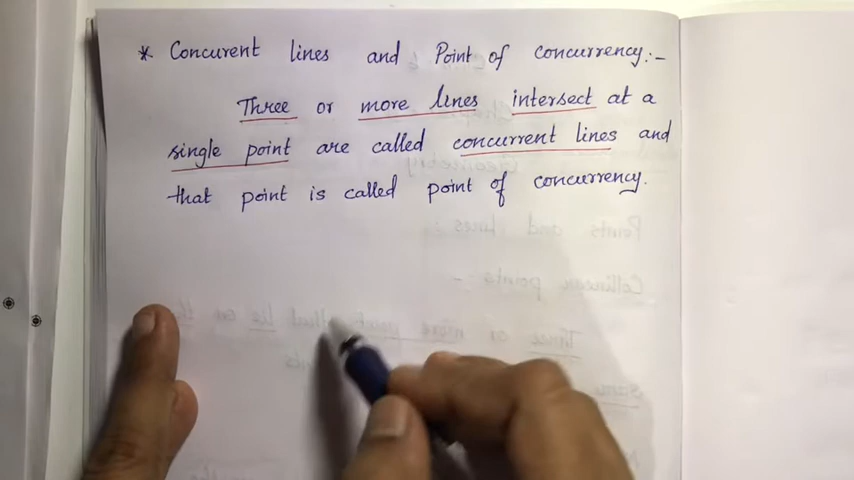 * Concurent lines and Point of concurrency:-
Three or more lines intersect at a
single point are called concurrent lines and
that point is called point of concurrency.